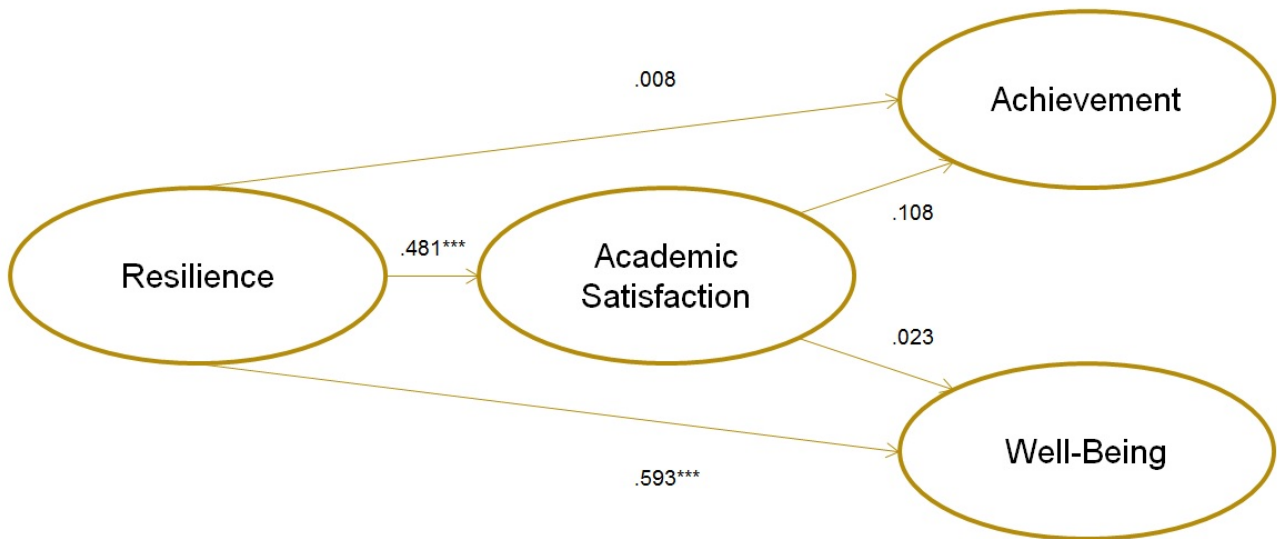 .008
Achievement
.108
.481***
Resilience
Academic
Satisfaction
.023
Well-Being
.593***